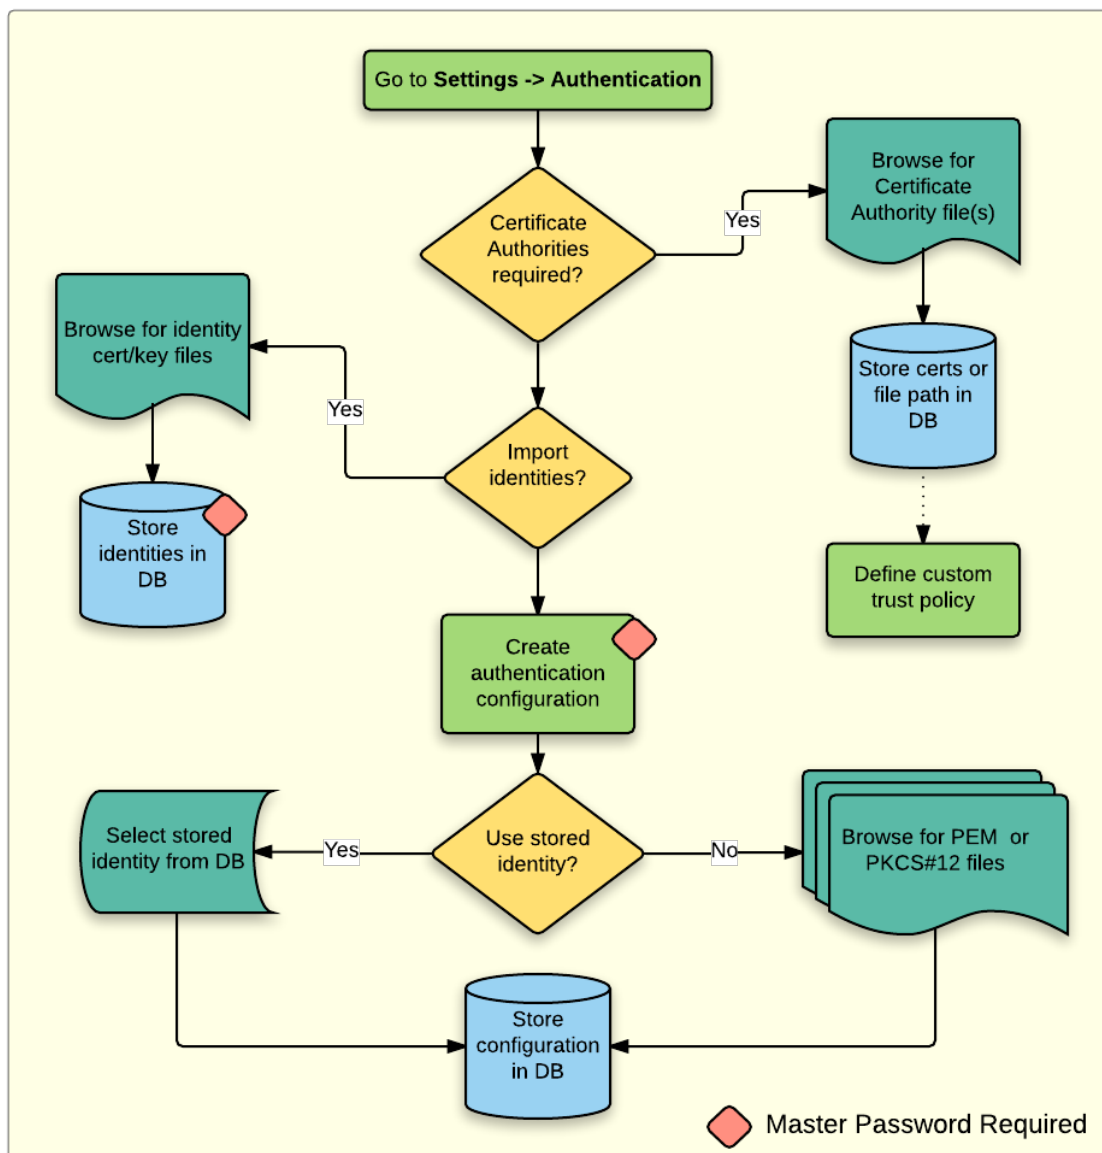 Go to Settings -> Authentication
Certificate
Authorities
required?
Yes
Browse for
Certificate
Authority file(s)
Store certs or
file path in
DB
Define custom
trust policy
Import
identities?
Yes
Browse for identity
cert/key files
Store
identities in
DB
Create
authentication
configuration
Use stored
identity?
Yes
Select stored
identity from DB
No
Browse for PEM or
PKCS#12 files
Store
configuration
in DB
Master Password Required